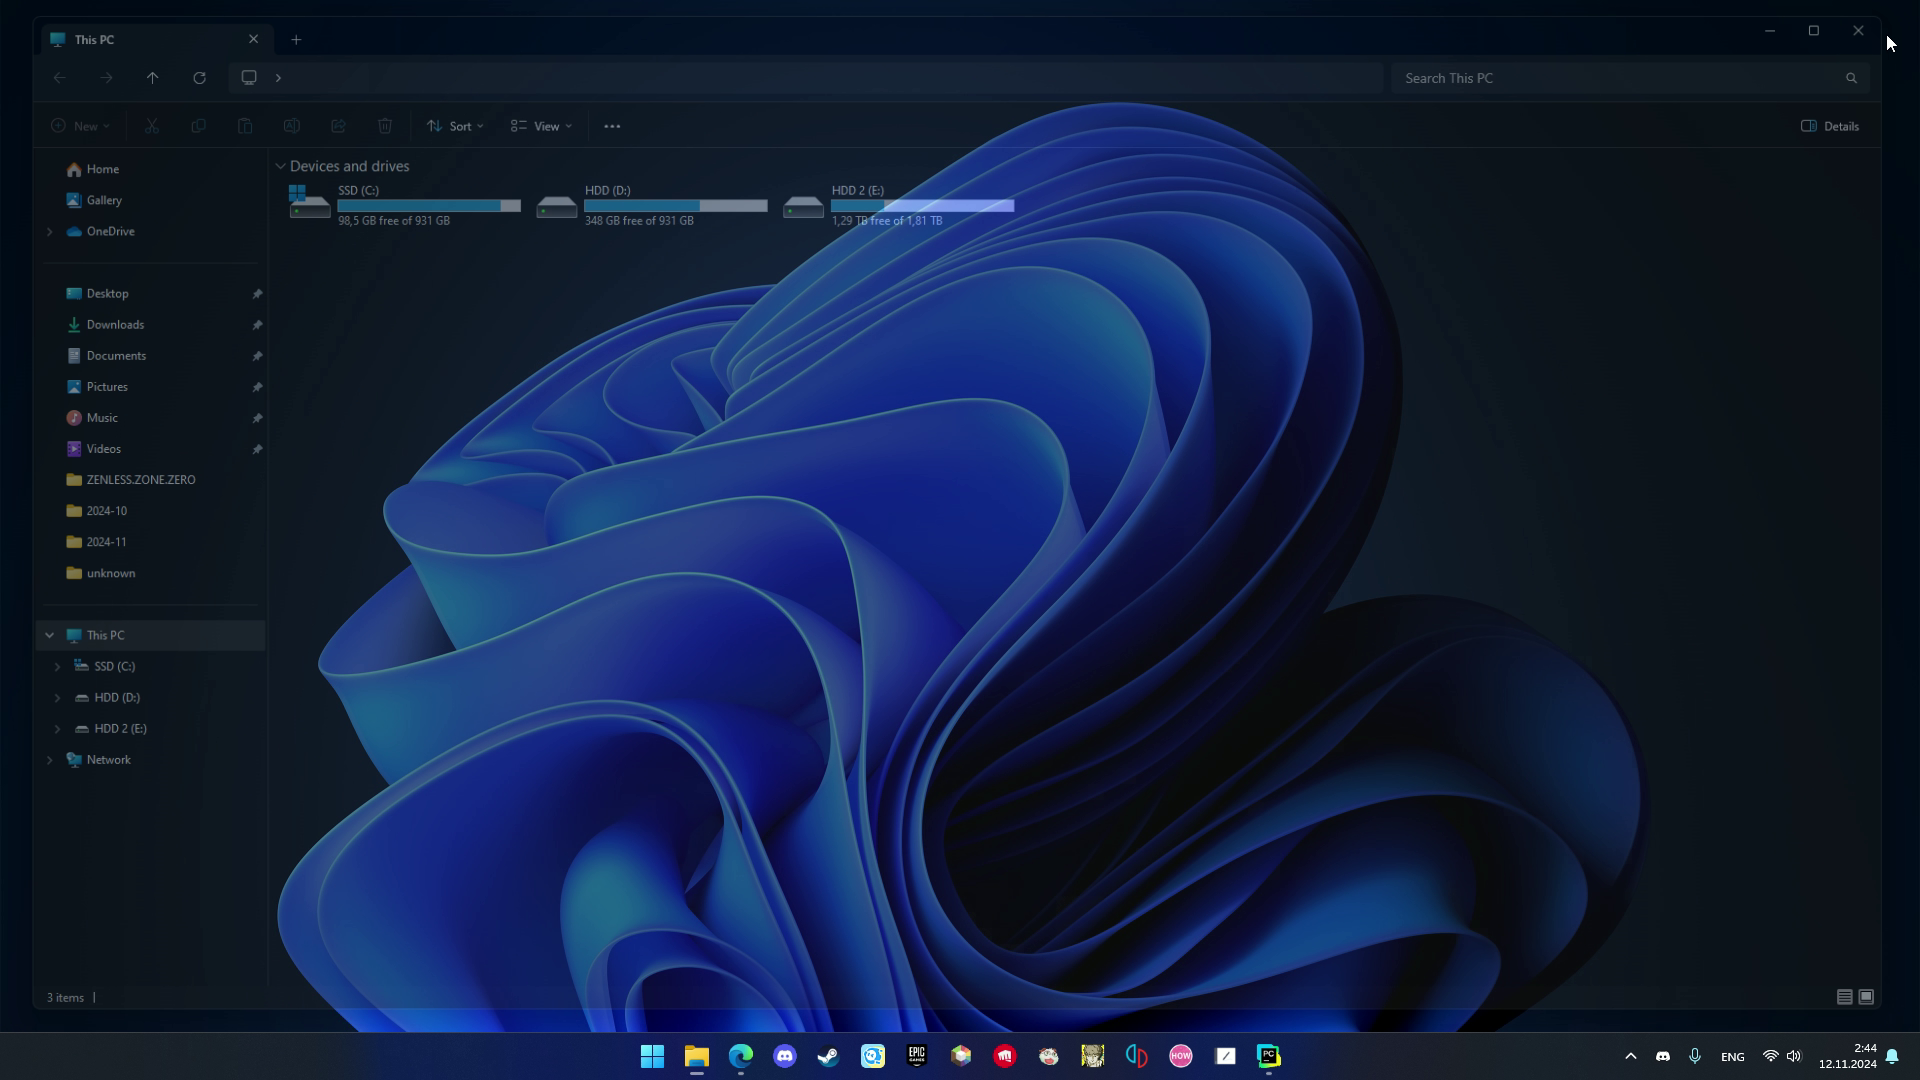 This PC
Search This PC
New
Sort
View
Details
Home
Gallery
OneDrive
Desktop
Downloads
Documents
Pictures
Music
Videos
ZENLESS.ZONE.ZERO
2024-10
2024-11
unknown
This PC
SSD (C:)
HDD (D:)
HDD 2 (E:)
Network
Devices and drives
SSD (C:)
98,5 GB free of 931 GB
HDD (D:)
348 GB free of 931 GB
HDD 2 (E:)
1,29 TB free of 1,81 TB
3 items
EPIC GAMES
HOW
PC
ENG
2:44
12.11.2024